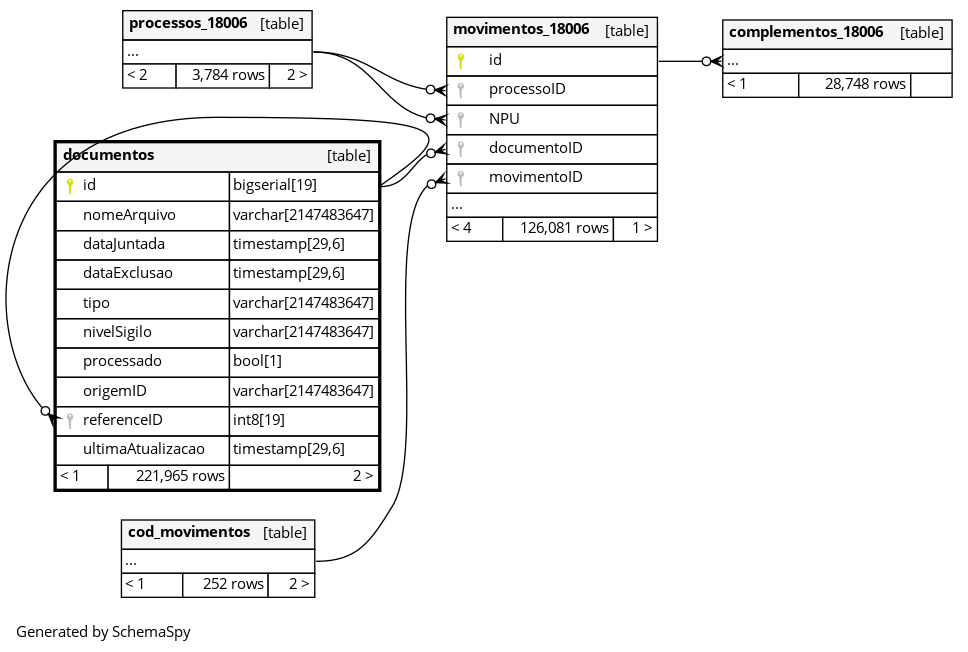 processos_18006 [table]
...
< 2 3,784 rows 2 >
movimentos_18006 [table]
id
processoID
NPU
documentoID
movimentoID
...
< 4 126,081 rows 1 >
complementos_18006 [table]
...
< 1 28,748 rows
documentos [table]
id bigserial[19]
nomeArquivo varchar[2147483647]
dataJuntada timestamp[29,6]
dataExclusao timestamp[29,6]
tipo varchar[2147483647]
nivelSigilo varchar[2147483647]
processado bool[1]
origemID varchar[2147483647]
referenceID int8[19]
ultimaAtualizacao timestamp[29,6]
< 1 221,965 rows 2 >
cod_movimentos [table]
...
< 1 252 rows 2 >
Generated by SchemaSpy